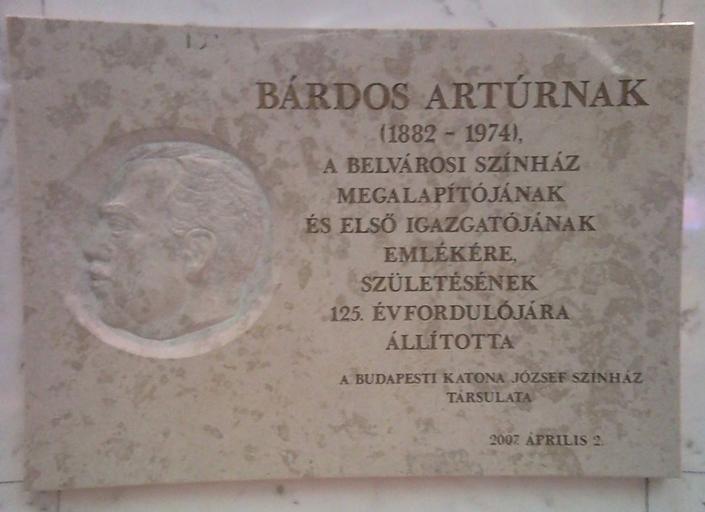 BÁRDOS ARTÚRNAK
(1882 - 1974),
A BELVÁROSI SZÍNHÁZ
MEGALAPÍTÓJÁNAK
ÉS ELSŐ IGAZGATÓJÁNAK
EMLÉKÉRE,
SZÜLETÉSÉNEK
125. ÉVFORDULÓJÁRA
ÁLLÍTOTTA
A BUDAPESTI KATONA JÓZSEF SZÍNHÁZ
TÁRSULATA
2007. ÁPRILIS 2.